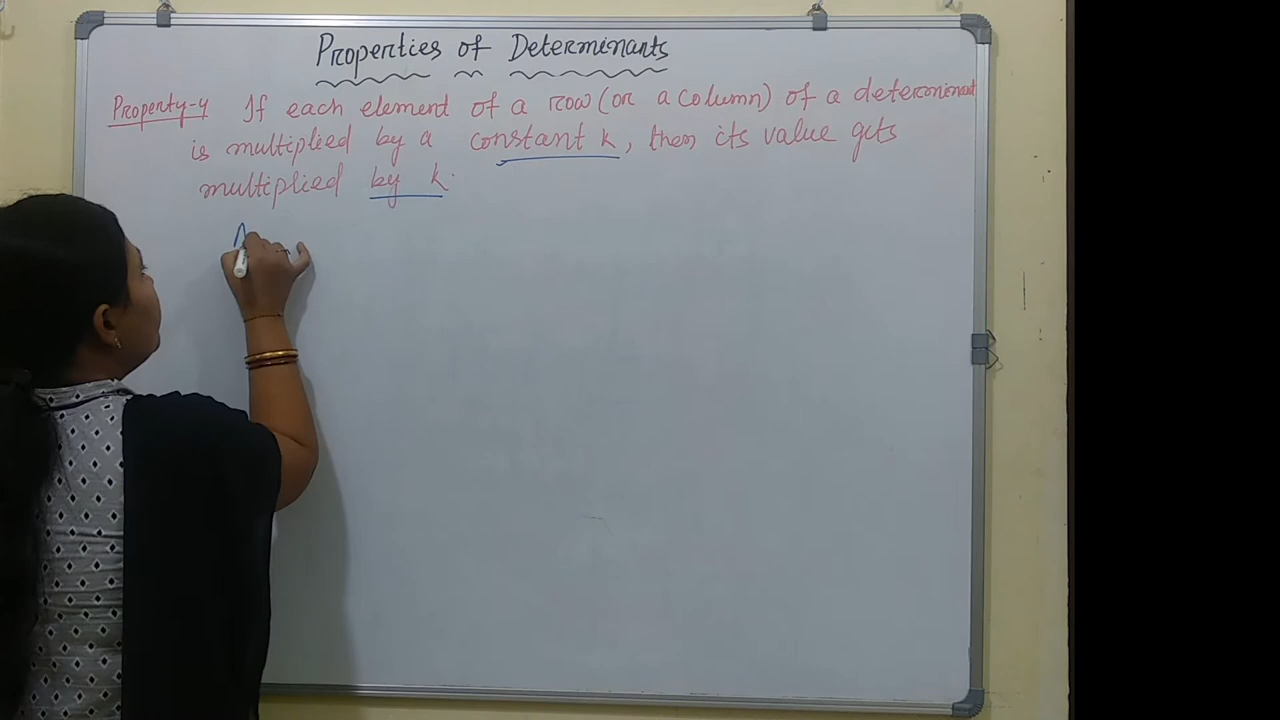 Properties of Determinants
Property-4 If each element of a row (or a column) of a determinant
is multiplied by a constant k, then its value gets
multiplied by k.